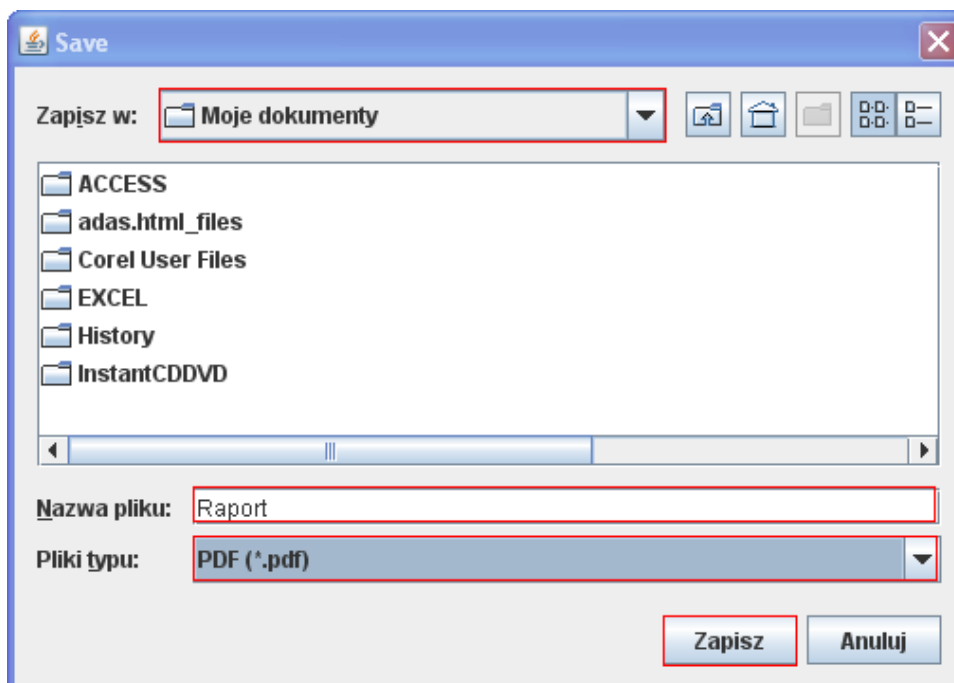 Save
Zapisz w: Moje dokumenty
ACCESS
adas.html_files
Corel User Files
EXCEL
History
InstantCDDVD
Nazwa pliku: Raport
Pliki typu: PDF (*.pdf)
Zapisz Anuluj